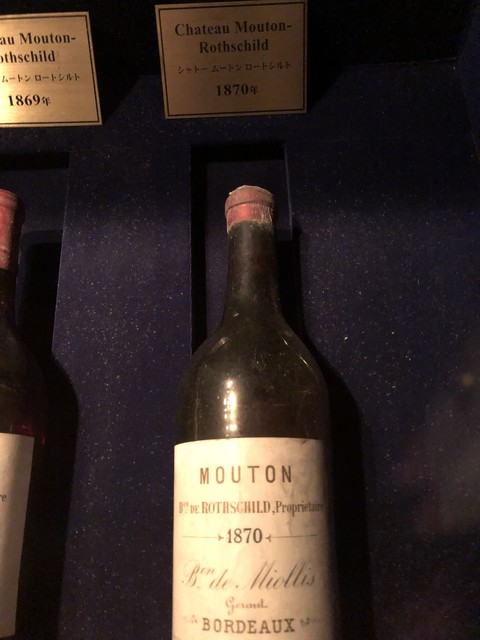 au Mouton-
othschild
ムートン ロートシルト
1869年
Chateau Mouton-
Rothschild
シャトー ムートン ロートシルト
1870年
MOUTON
Bon DE ROTHSCHILD, Propriétaire
1870
Bon de Miollis
Gérant
BORDEAUX
re